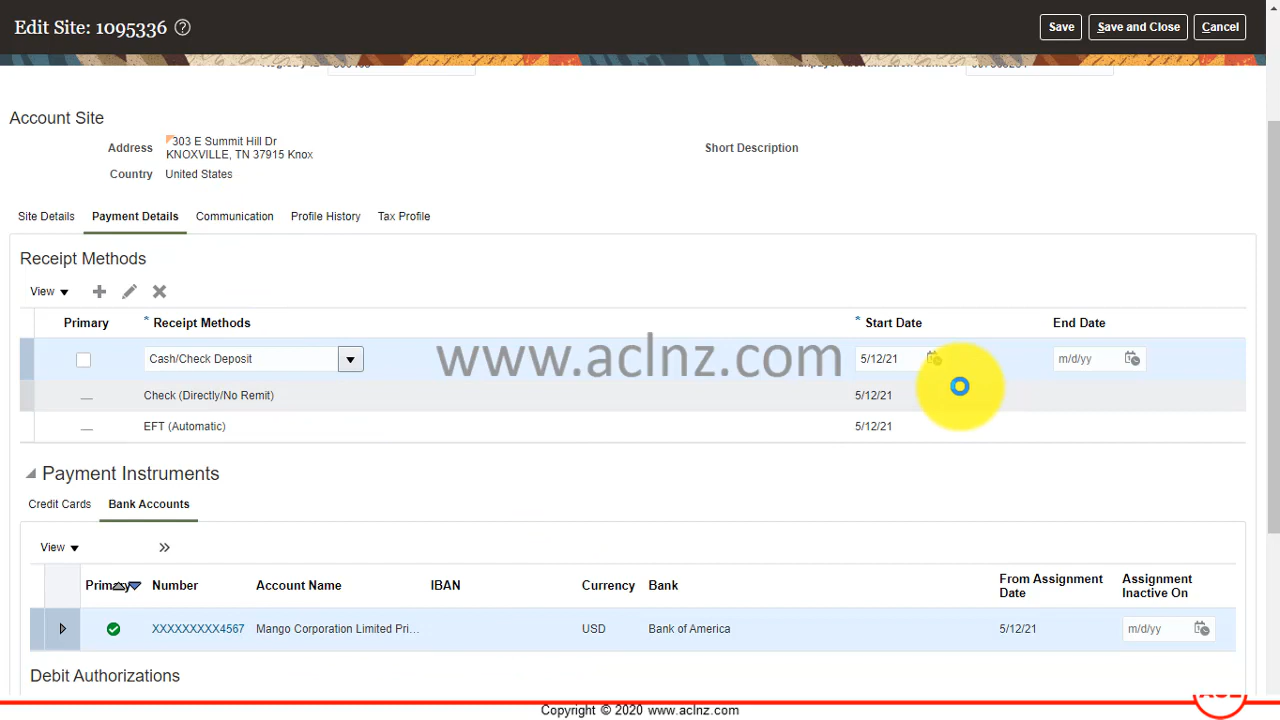 Edit Site: 1095336
Save
Save and Close
Cancel
Account Site
Address
303 E Summit Hill Dr
KNOXVILLE, TN 37915 Knox
Short Description
Country
United States
Site Details
Payment Details
Communication
Profile History
Tax Profile
Receipt Methods
View
Primary
* Receipt Methods
* Start Date
End Date
Cash/Check Deposit
5/12/21
m/d/yy
www.aclnz.com
Check (Directly/No Remit)
5/12/21
EFT (Automatic)
5/12/21
Payment Instruments
Credit Cards
Bank Accounts
View
Primary
Number
Account Name
IBAN
Currency
Bank
From Assignment
Date
Assignment
Inactive On
XXXXXXXXX4567
Mango Corporation Limited Pri...
USD
Bank of America
5/12/21
m/d/yy
Debit Authorizations
Copyright © 2020 www.aclnz.com